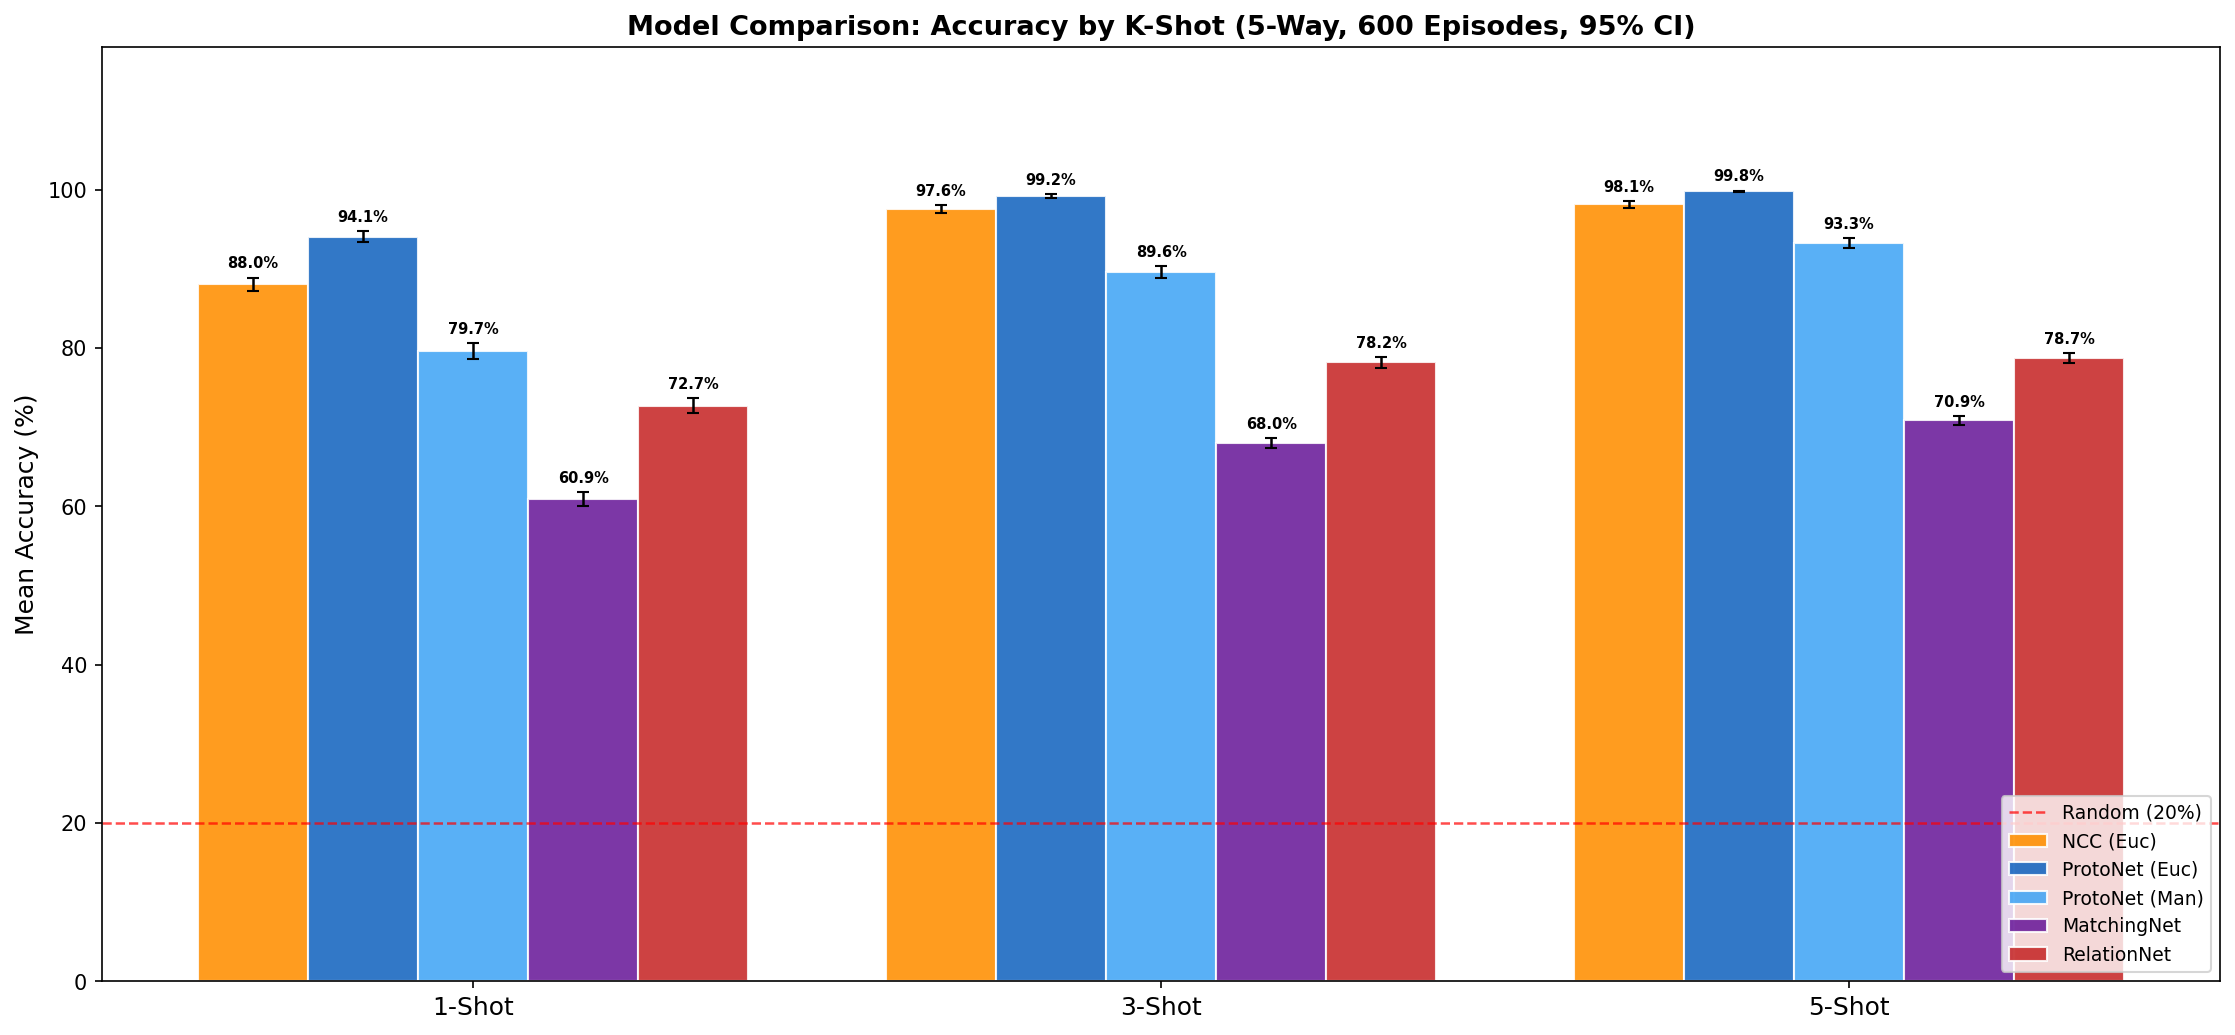 Model Comparison: Accuracy by K-Shot (5-Way, 600 Episodes, 95% CI)
Mean Accuracy (%)
100
80
60
40
20
0
88.0%
94.1%
79.7%
60.9%
72.7%
97.6%
99.2%
89.6%
68.0%
78.2%
98.1%
99.8%
93.3%
70.9%
78.7%
1-Shot
3-Shot
5-Shot
Random (20%)
NCC (Euc)
ProtoNet (Euc)
ProtoNet (Man)
MatchingNet
RelationNet